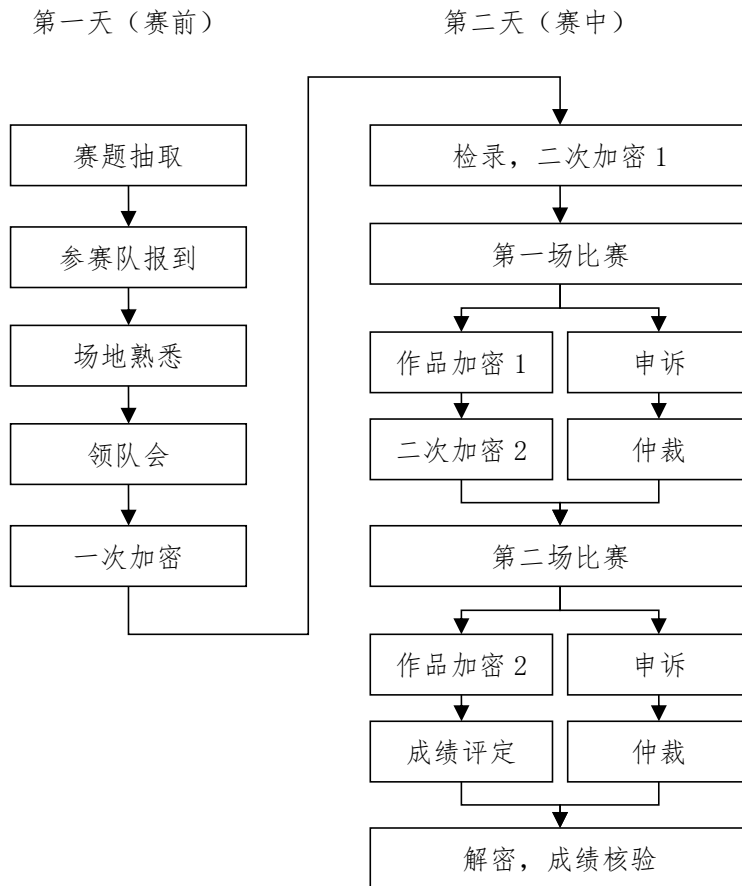 第一天（赛前）
赛题抽取
参赛队报到
场地熟悉
领队会
一次加密
第二天（赛中）
检录，二次加密1
第一场比赛
作品加密1
申诉
二次加密2
仲裁
第二场比赛
作品加密2
申诉
成绩评定
仲裁
解密，成绩核验